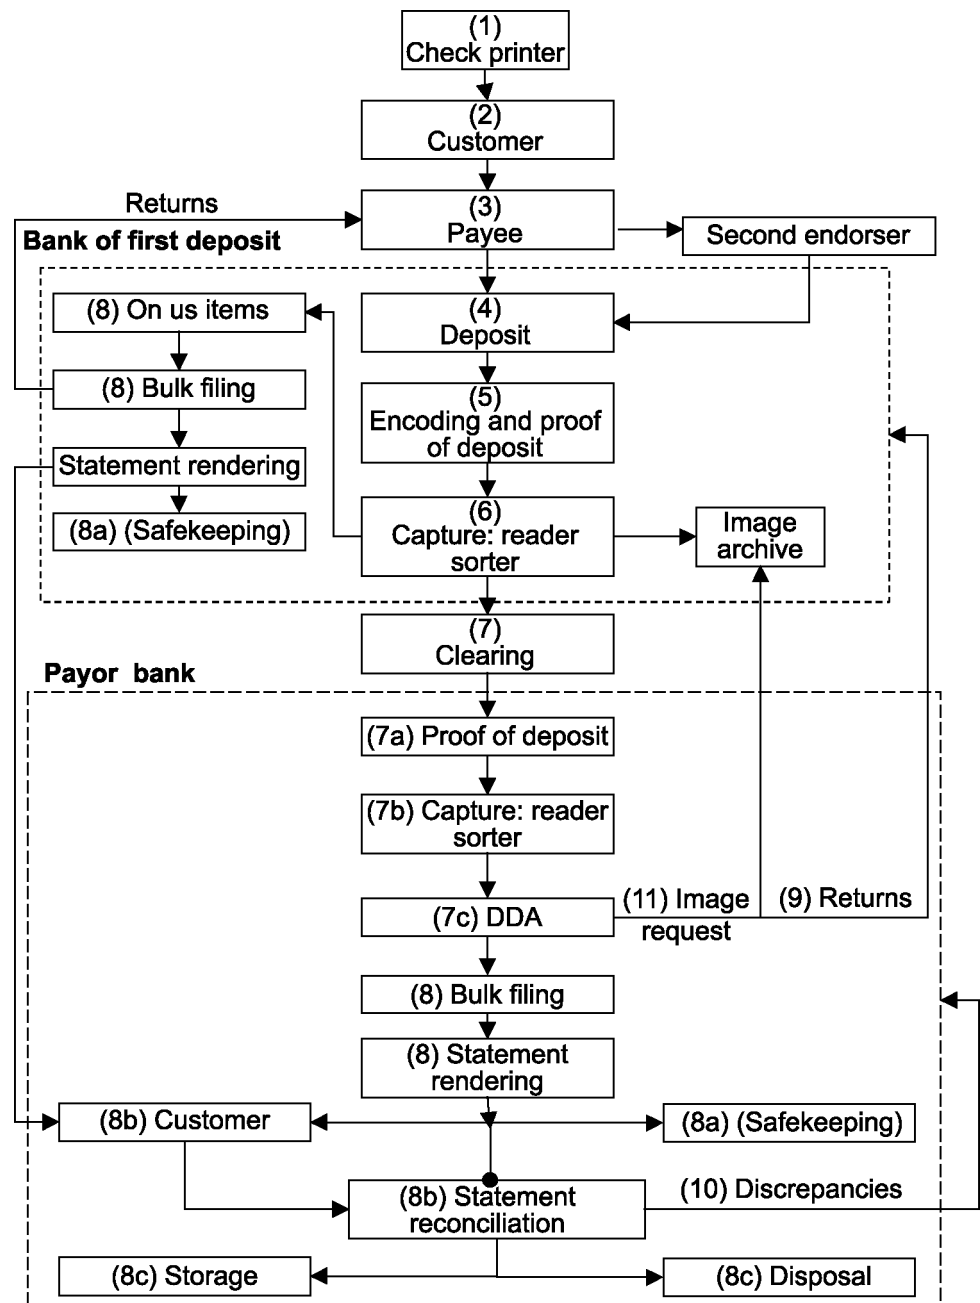 (1)
Check printer
(2)
Customer
Returns
(3)
Payee
Second endorser
Bank of first deposit
(8) On us items
(4)
Deposit
(8) Bulk filing
(5)
Encoding and proof
of deposit
Statement rendering
(8a) (Safekeeping)
(6)
Capture: reader
sorter
Image
archive
(7)
Clearing
Payor bank
(7a) Proof of deposit
(7b) Capture: reader
sorter
(7c) DDA
(11) Image
request
(9) Returns
(8) Bulk filing
(8) Statement
rendering
(8b) Customer
(8a) (Safekeeping)
(8b) Statement
reconciliation
(10) Discrepancies
(8c) Storage
(8c) Disposal